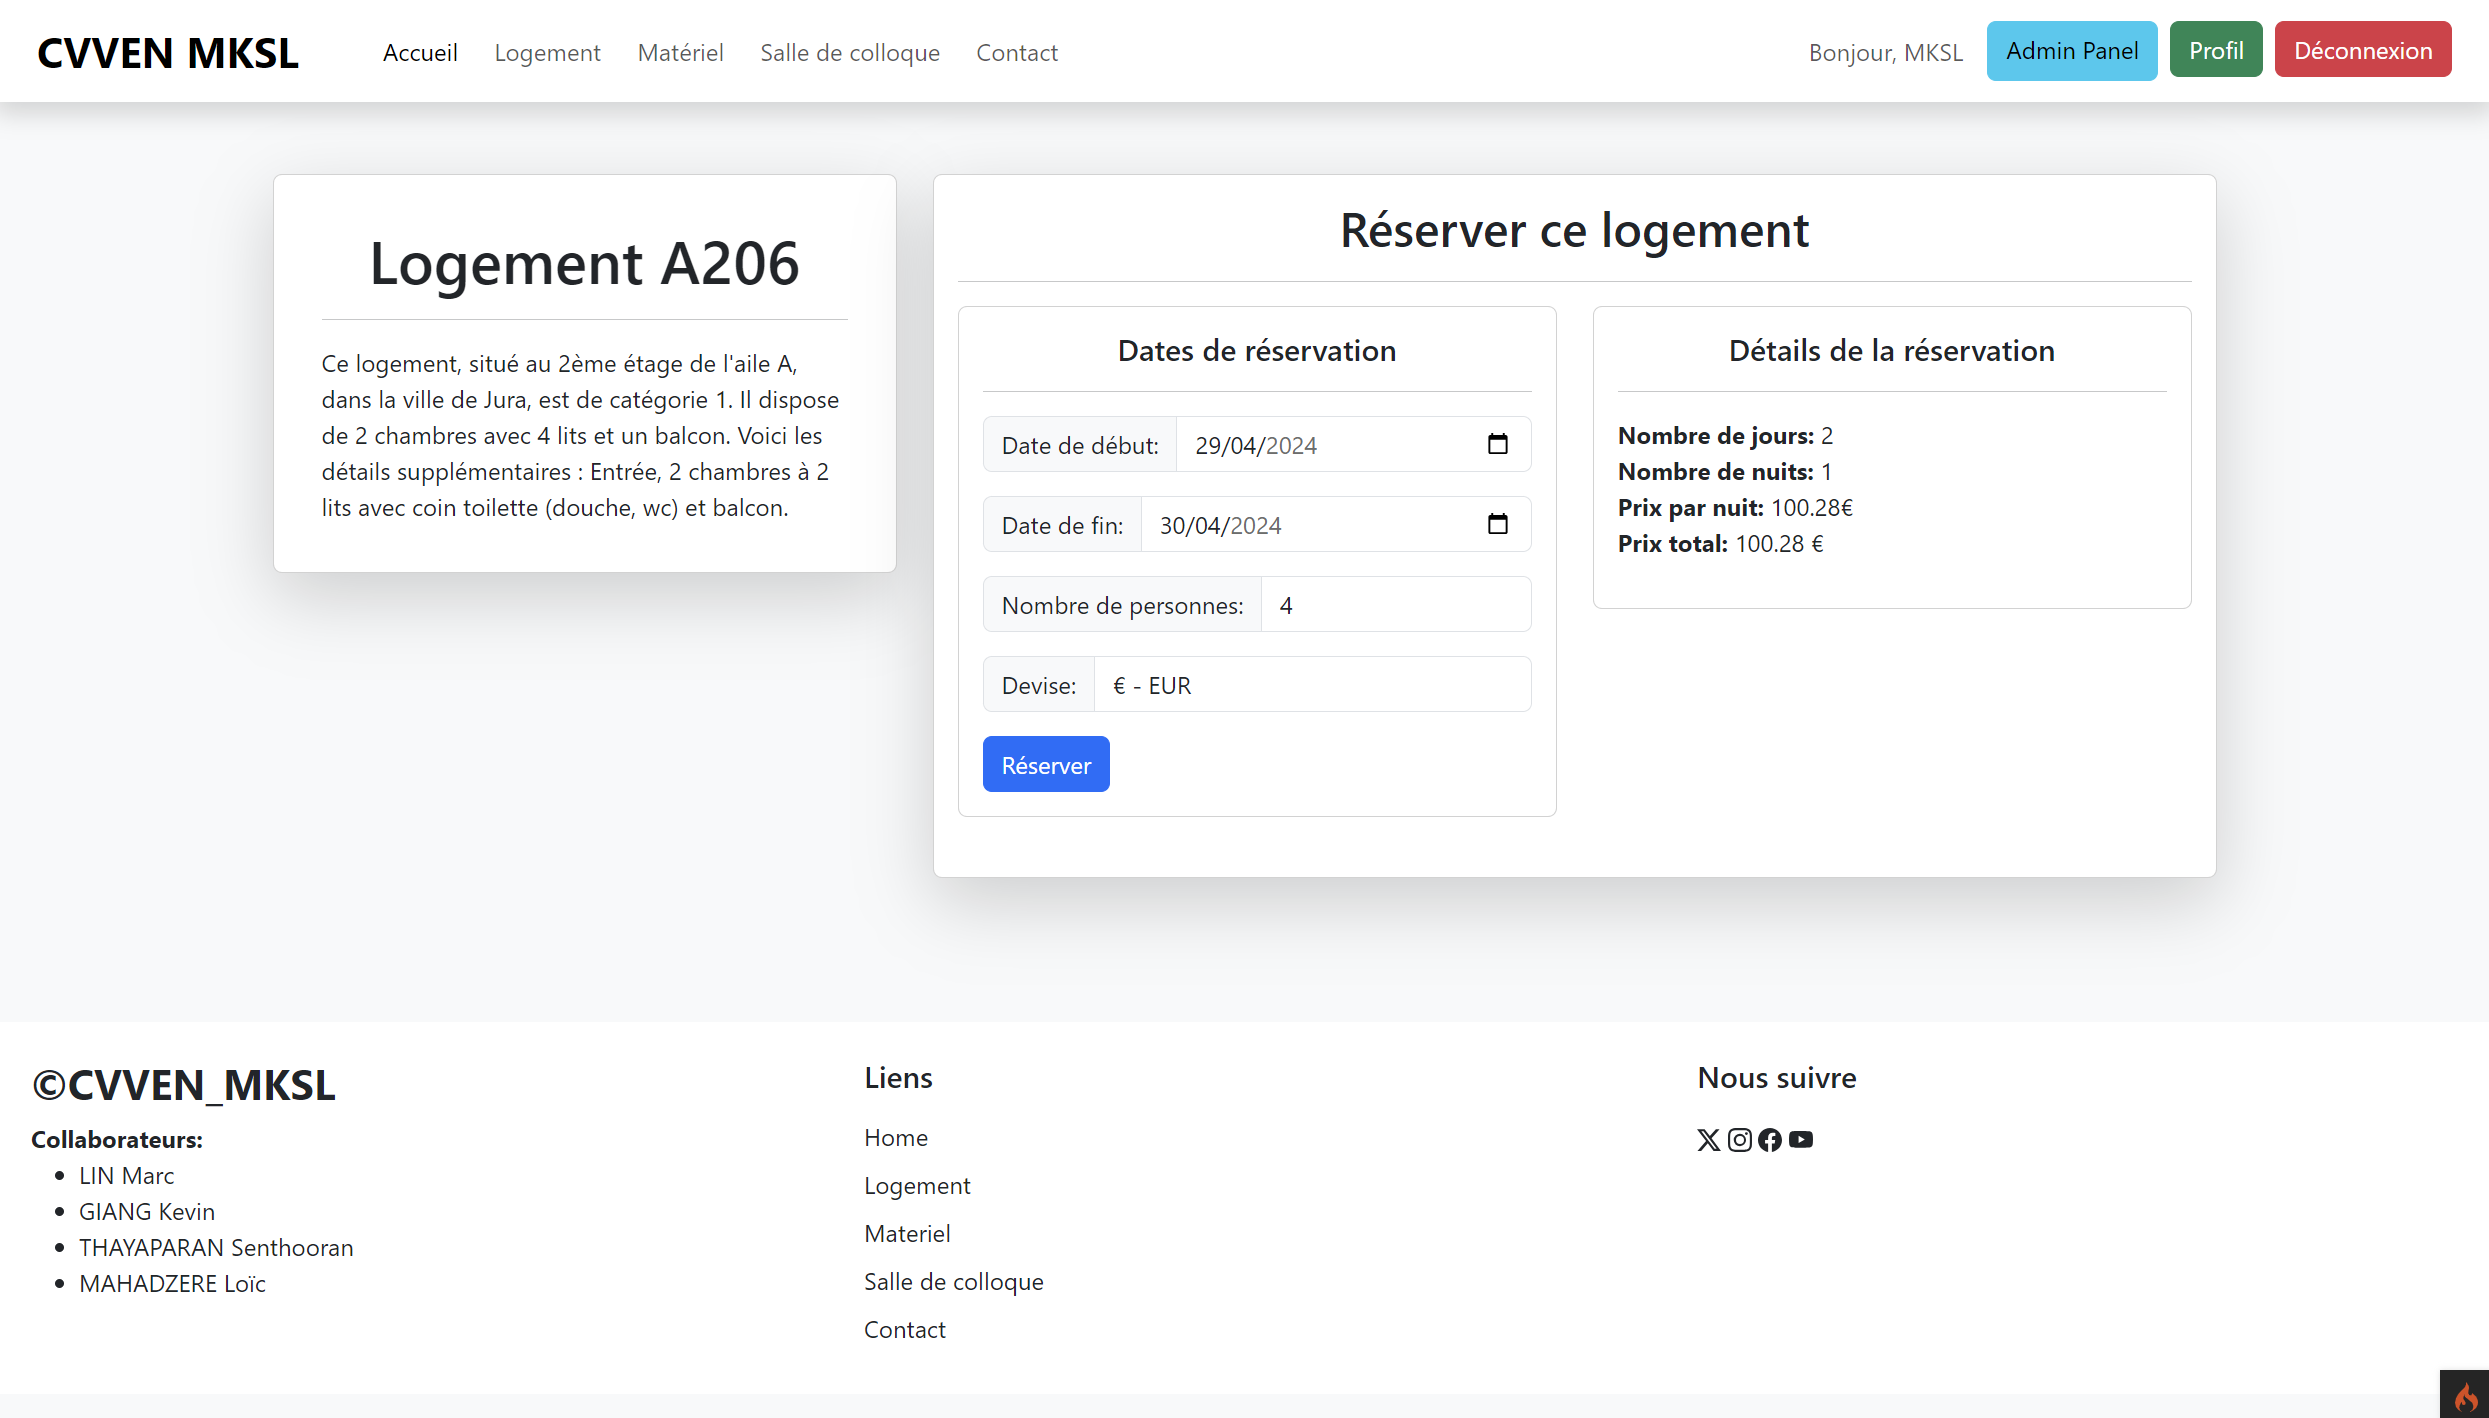 CVVEN MKSL
Accueil
Logement
Matériel
Salle de colloque
Contact
Bonjour, MKSL
Admin Panel
Profil
Déconnexion
Logement A206
Ce logement, situé au 2ème étage de l'aile A,
dans la ville de Jura, est de catégorie 1. Il dispose
de 2 chambres avec 4 lits et un balcon. Voici les
détails supplémentaires : Entrée, 2 chambres à 2
lits avec coin toilette (douche, wc) et balcon.
Réserver ce logement
Dates de réservation
Date de début: 29/04/2024
Date de fin: 30/04/2024
Nombre de personnes: 4
Devise: € - EUR
Réserver
Détails de la réservation
Nombre de jours: 2
Nombre de nuits: 1
Prix par nuit: 100.28€
Prix total: 100.28 €
©CVVEN_MKSL
Collaborateurs:
LIN Marc
GIANG Kevin
THAYAPARAN Senthooran
MAHADZERE Loïc
Liens
Home
Logement
Materiel
Salle de colloque
Contact
Nous suivre